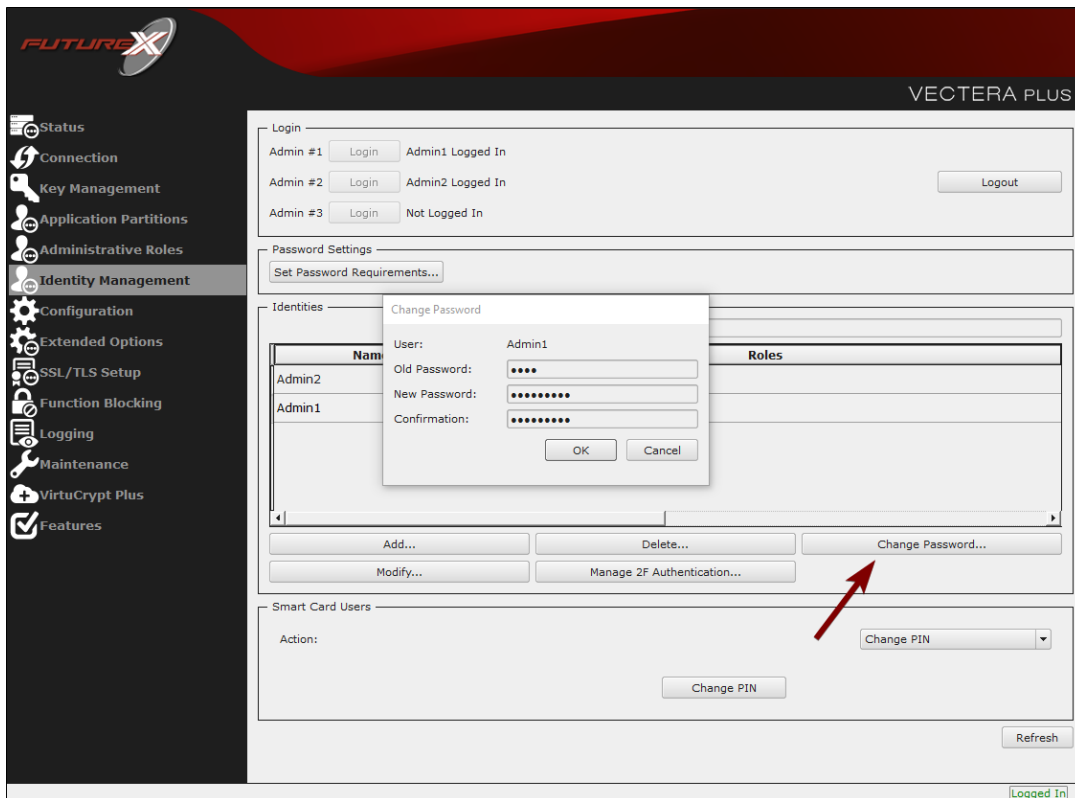 FUTUREX
VECTERA PLUS
Status
Connection
Key Management
Application Partitions
Administrative Roles
Identity Management
Configuration
Extended Options
SSL/TLS Setup
Function Blocking
Logging
Maintenance
VirtuCrypt Plus
Features
Login
Admin #1 Login Admin1 Logged In
Admin #2 Login Admin2 Logged In
Logout
Admin #3 Login Not Logged In
Password Settings
Set Password Requirements...
Identities
Roles
Admin2
Admin1
Change Password
User: Admin1
Old Password: ••••
New Password: •••••••••
Confirmation: •••••••••
OK Cancel
Add... Delete... Change Password...
Modify... Manage 2F Authentication...
Smart Card Users
Action: Change PIN
Change PIN
Refresh
Logged In